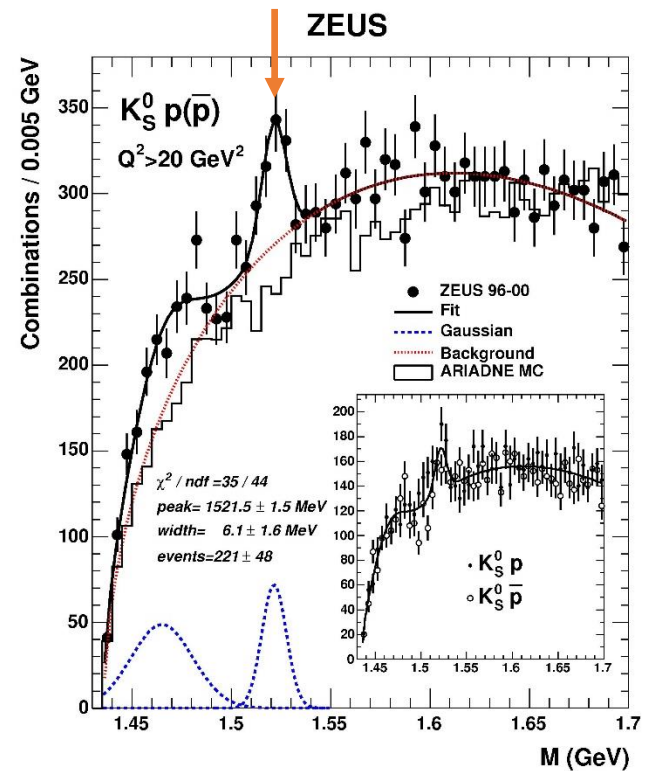 ZEUS
Combinations / 0.005 GeV
350
300
250
200
150
100
50
0
K⁰_S p(p̄)
Q²>20 GeV²
ZEUS 96-00
Fit
Gaussian
Background
ARIADNE MC
χ² / ndf =35 / 44
peak= 1521.5 ± 1.5 MeV
width= 6.1 ± 1.6 MeV
events=221 ± 48
200
180
160
140
120
100
80
60
40
20
0
K⁰_S p
K⁰_S p̄
1.45 1.5 1.55 1.6 1.65 1.7
1.45 1.5 1.55 1.6 1.65 1.7
M (GeV)